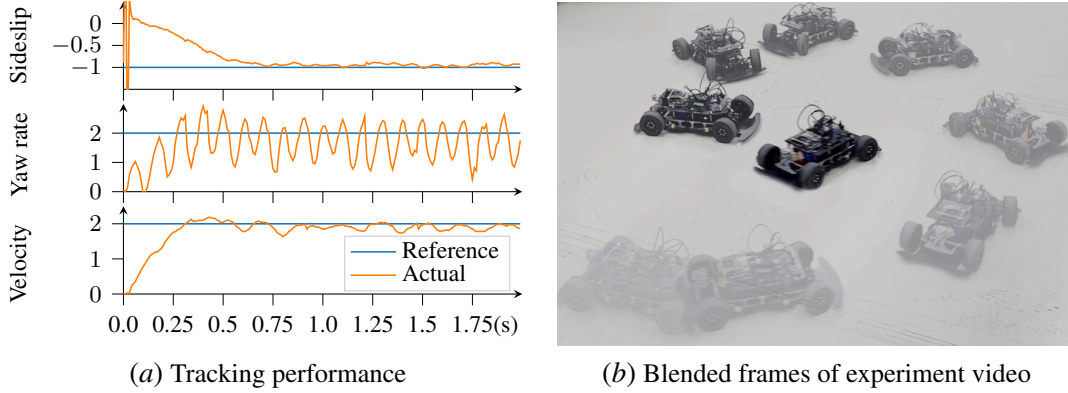 Sideslip
0
−0.5
−1
Yaw rate
2
1
0
Velocity
2
1
0
Reference
Actual
0.0 0.25 0.5 0.75 1.0 1.25 1.5 1.75(s)
(a) Tracking performance
(b) Blended frames of experiment video